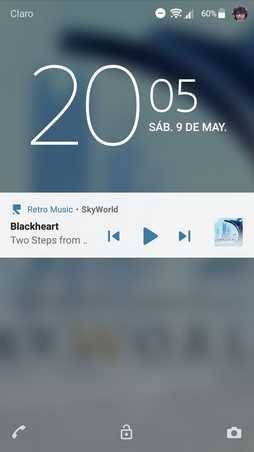 Claro 60%
20 05
SÁB. 9 DE MAY.
Retro Music • SkyWorld
Blackheart
Two Steps from ..